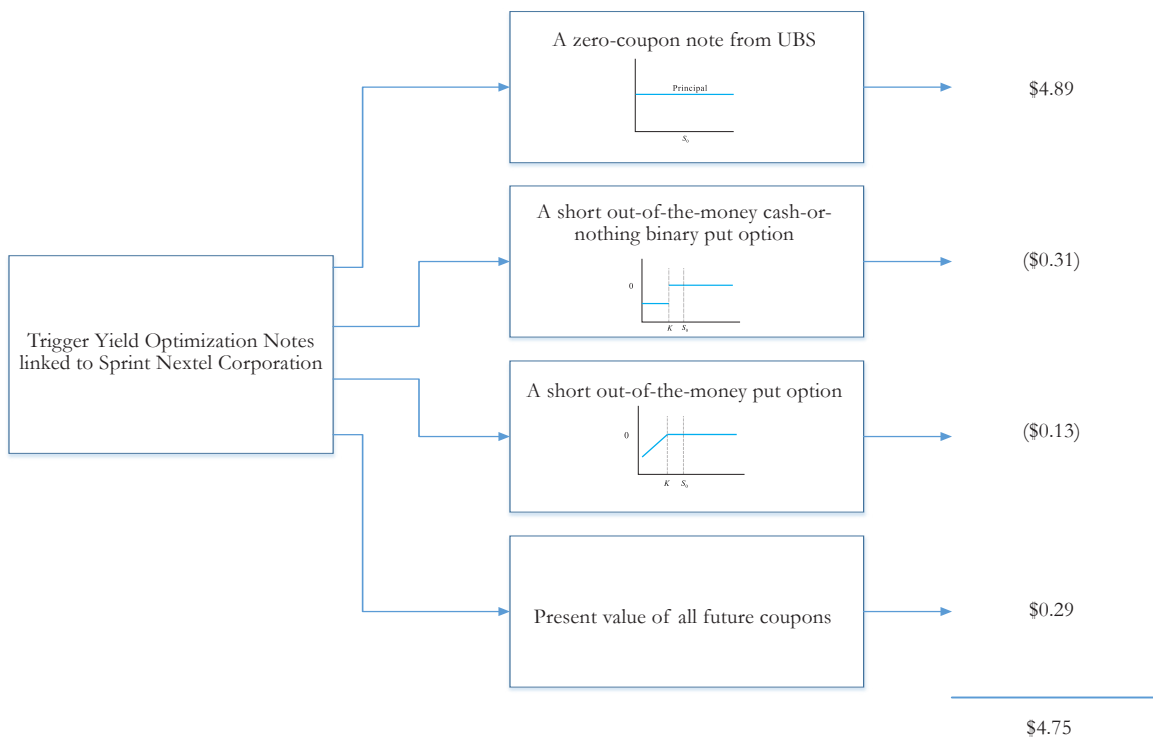 A zero-coupon note from UBS
Principal
S₀
$4.89
A short out-of-the-money cash-or-
nothing binary put option
0
K S₀
($0.31)
Trigger Yield Optimization Notes
linked to Sprint Nextel Corporation
A short out-of-the-money put option
0
K S₀
($0.13)
Present value of all future coupons
$0.29
$4.75